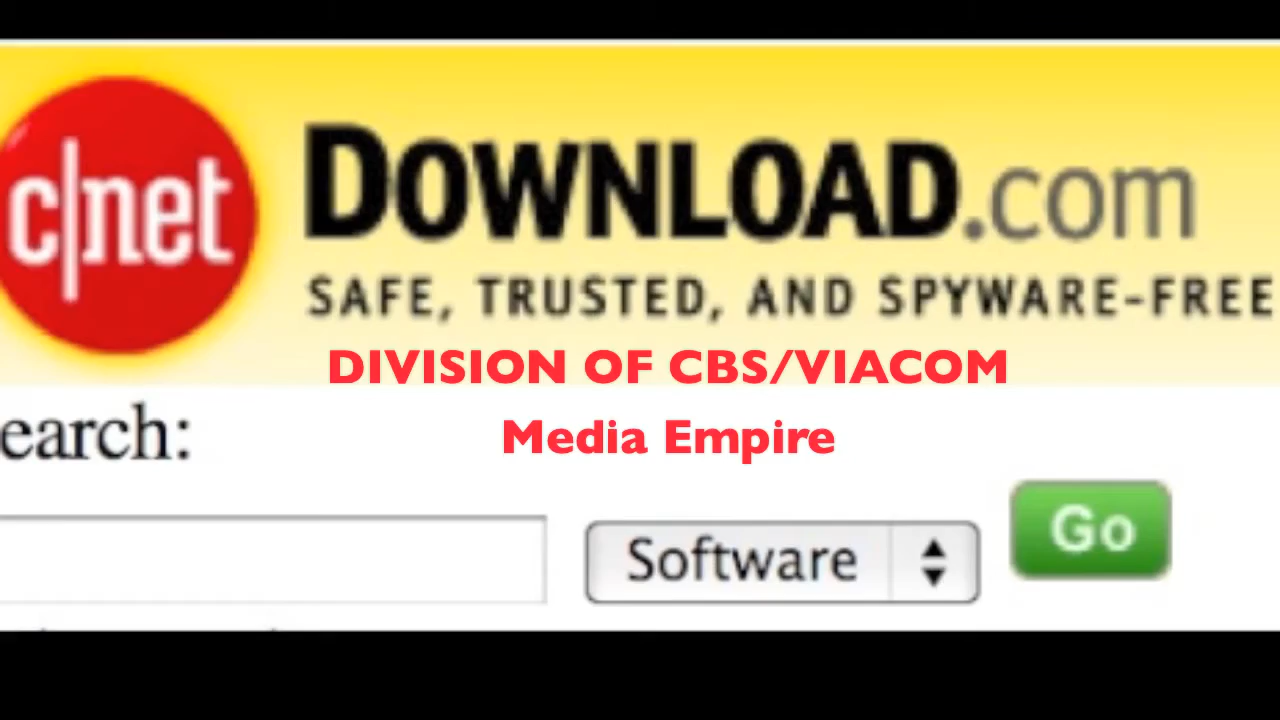 c|net
DOWNLOAD.com
SAFE, TRUSTED, AND SPYWARE-FREE
DIVISION OF CBS/VIACOM
earch:
Media Empire
Software
Go